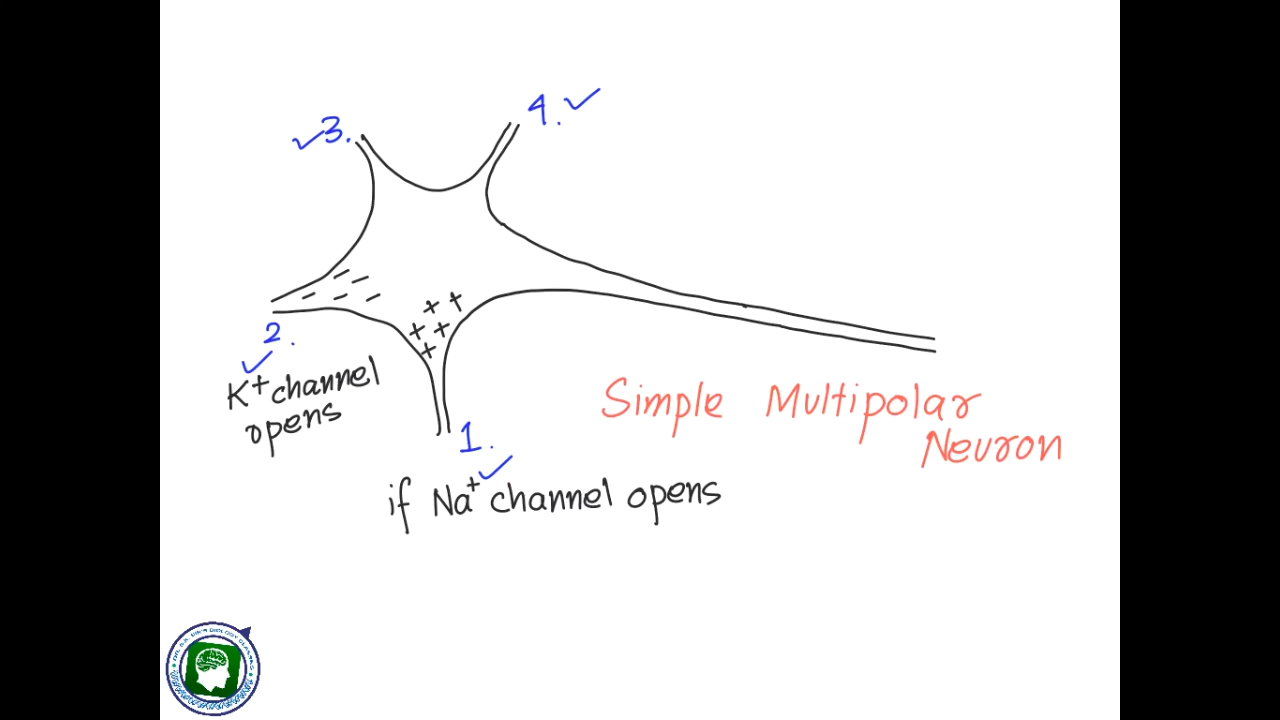 3.
4.
2.
K+ channel
opens
1.
if Na+ channel opens
Simple Multipolar
Neuron